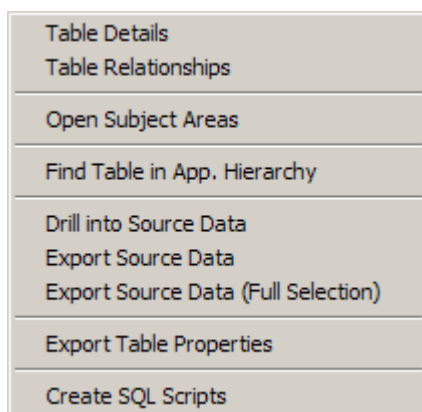 Table Details
Table Relationships
Open Subject Areas
Find Table in App. Hierarchy
Drill into Source Data
Export Source Data
Export Source Data (Full Selection)
Export Table Properties
Create SQL Scripts